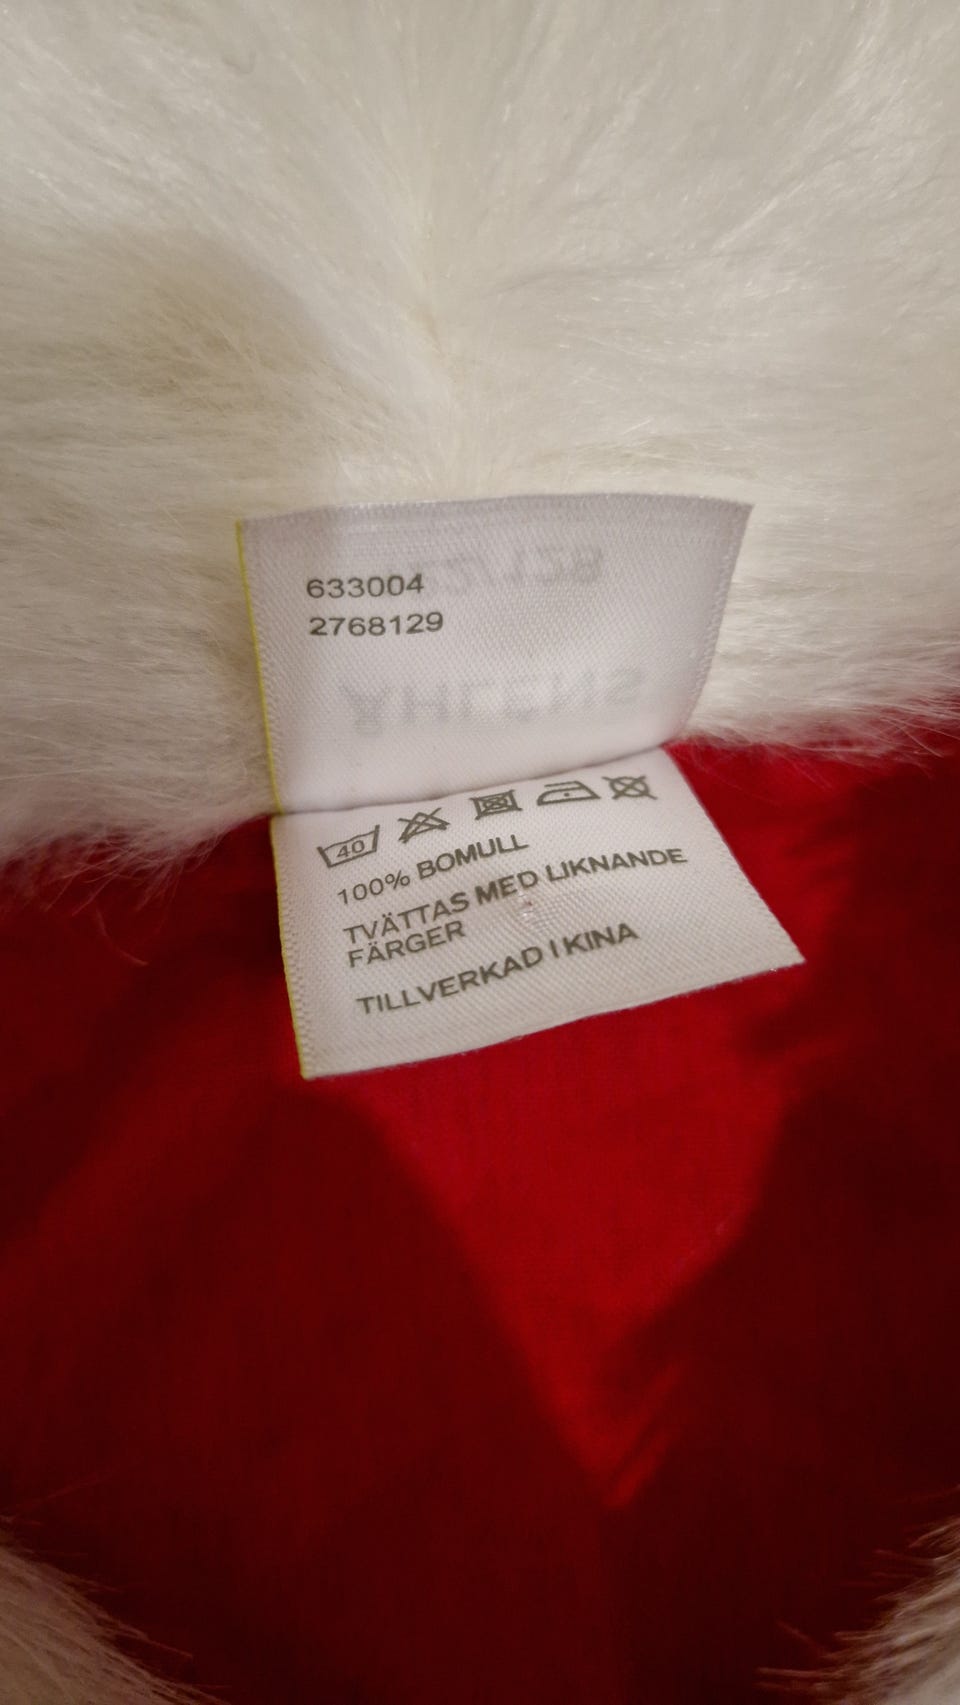 633004
2768129
40
100% BOMULL
TVÄTTAS MED LIKNANDE
FÄRGER
TILLVERKAD I KINA